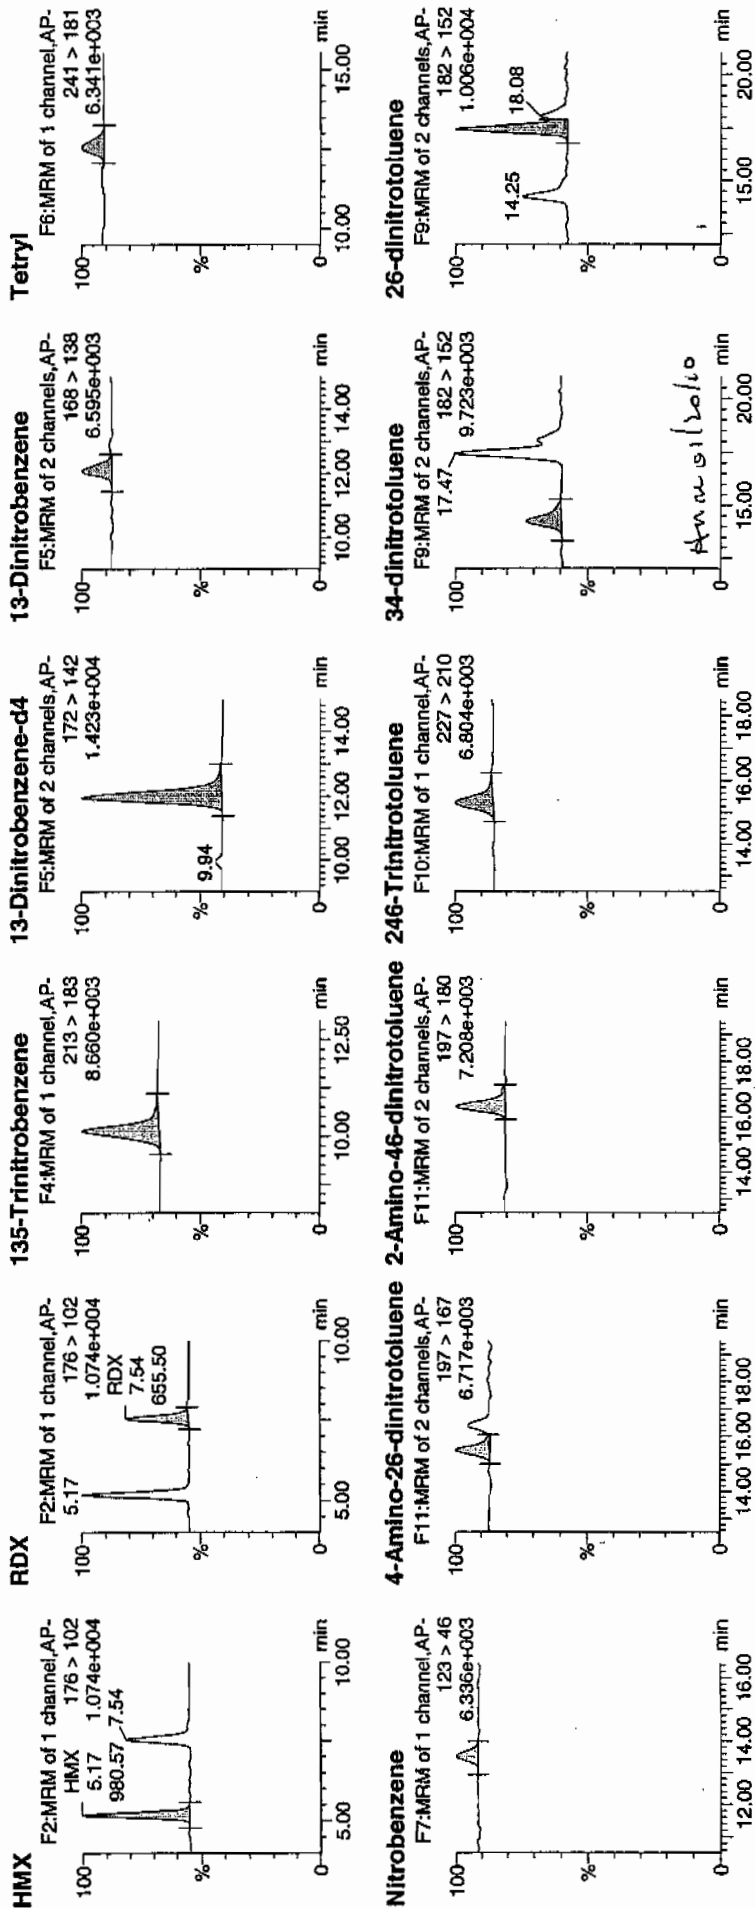 HMX
F2:MRM of 1 channel,AP-
176 > 102
1.074e+004
HMX
5.17
980.57
7.54
100
%
0
5.00
10.00
min
RDX
F2:MRM of 1 channel,AP-
176 > 102
1.074e+004
5.17
RDX
7.54
655.50
100
%
0
5.00
10.00
min
135-Trinitrobenzene
F4:MRM of 1 channel,AP-
213 > 183
8.660e+003
100
%
0
10.00
12.50
min
13-Dinitrobenzene-d4
F5:MRM of 2 channels,AP-
172 > 142
1.423e+004
9.94
100
%
0
10.00
12.00
14.00
min
13-Dinitrobenzene
F5:MRM of 2 channels,AP-
168 > 138
6.595e+003
100
%
0
10.00
12.00
14.00
min
Tetryl
F6:MRM of 1 channel,AP-
241 > 181
6.341e+003
100
%
0
10.00
15.00
min
Nitrobenzene
F7:MRM of 1 channel,AP-
123 > 46
6.336e+003
100
%
0
12.00
14.00
16.00
min
4-Amino-26-dinitrotoluene
F11:MRM of 2 channels,AP-
197 > 167
6.717e+003
100
%
0
14.00
16.00
18.00
min
2-Amino-46-dinitrotoluene
F11:MRM of 2 channels,AP-
197 > 180
7.208e+003
100
%
0
14.00
16.00
18.00
min
246-Trinitrotoluene
F10:MRM of 1 channel,AP-
227 > 210
6.804e+003
100
%
0
14.00
16.00
18.00
min
34-dinitrotoluene
F9:MRM of 2 channels,AP-
182 > 152
9.723e+003
17.47
100
%
0
15.00
20.00
min
01/20/10
26-dinitrotoluene
F9:MRM of 2 channels,AP-
182 > 152
1.006e+004
14.25
18.08
100
%
0
15.00
20.00
min